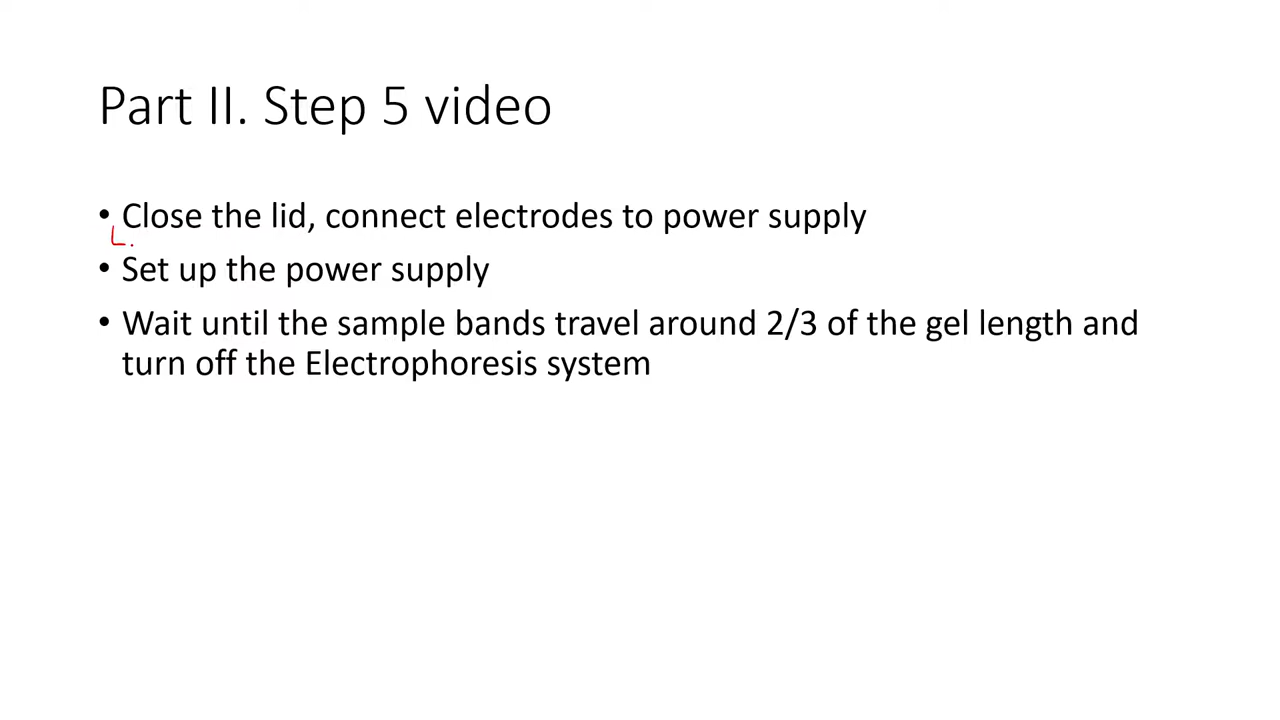 Part II. Step 5 video
• Close the lid, connect electrodes to power supply
• Set up the power supply
• Wait until the sample bands travel around 2/3 of the gel length and
turn off the Electrophoresis system